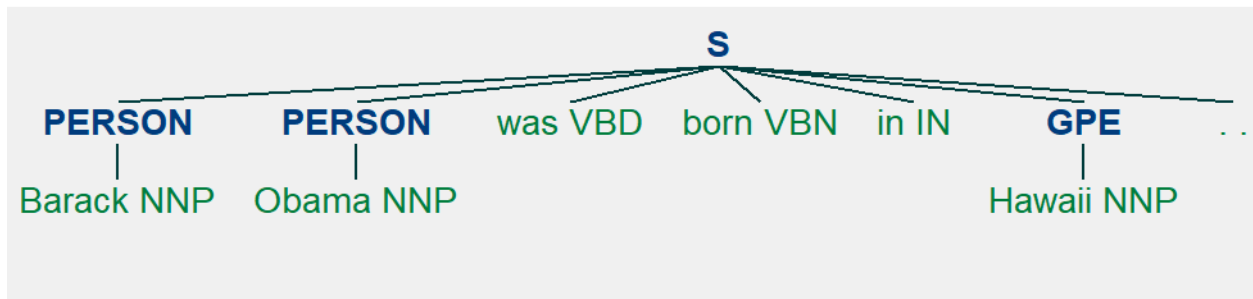 S
PERSON PERSON was VBD born VBN in IN GPE . .
Barack NNP Obama NNP Hawaii NNP